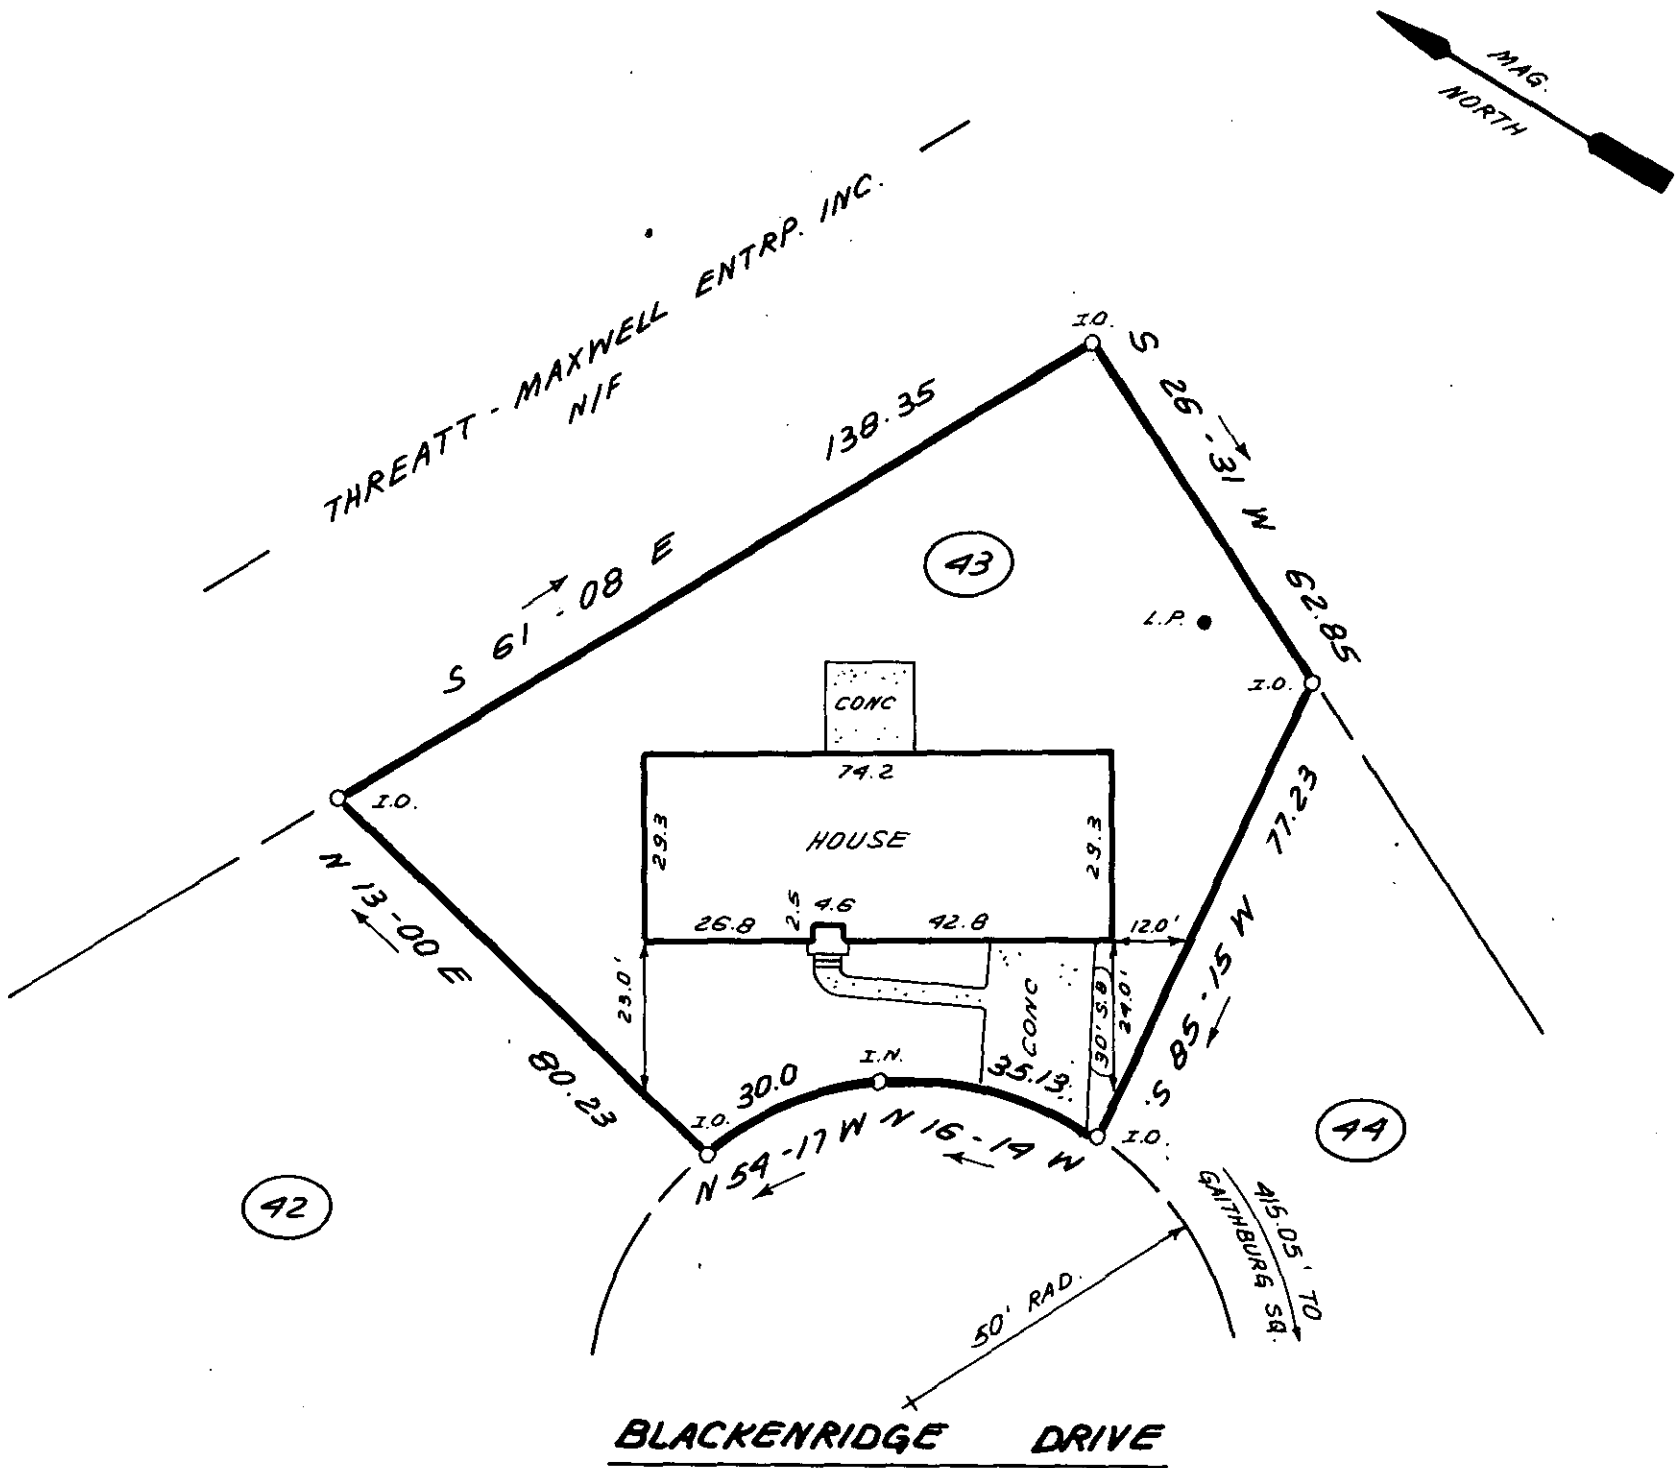 MAG.
NORTH
THREATT - MAXWELL ENTRP. INC.
N/F
I.O.
S 26-31 W 62.85
138.35
S 61-08 E
43
L.P.
I.O.
CONC
I.O.
74.2
29.3
HOUSE
29.3
N 13-00 E
80.23
26.8
2.5
4.6
42.8
12.0'
77.23
S 85-15 W
23.0'
CONC
30' S.B
24.0'
I.N.
30.0
35.13
I.O.
I.O.
N 54-17 W
N 16-14 W
42
44
415.05' TO
GAITHBURG SQ.
50' RAD.
BLACKENRIDGE DRIVE